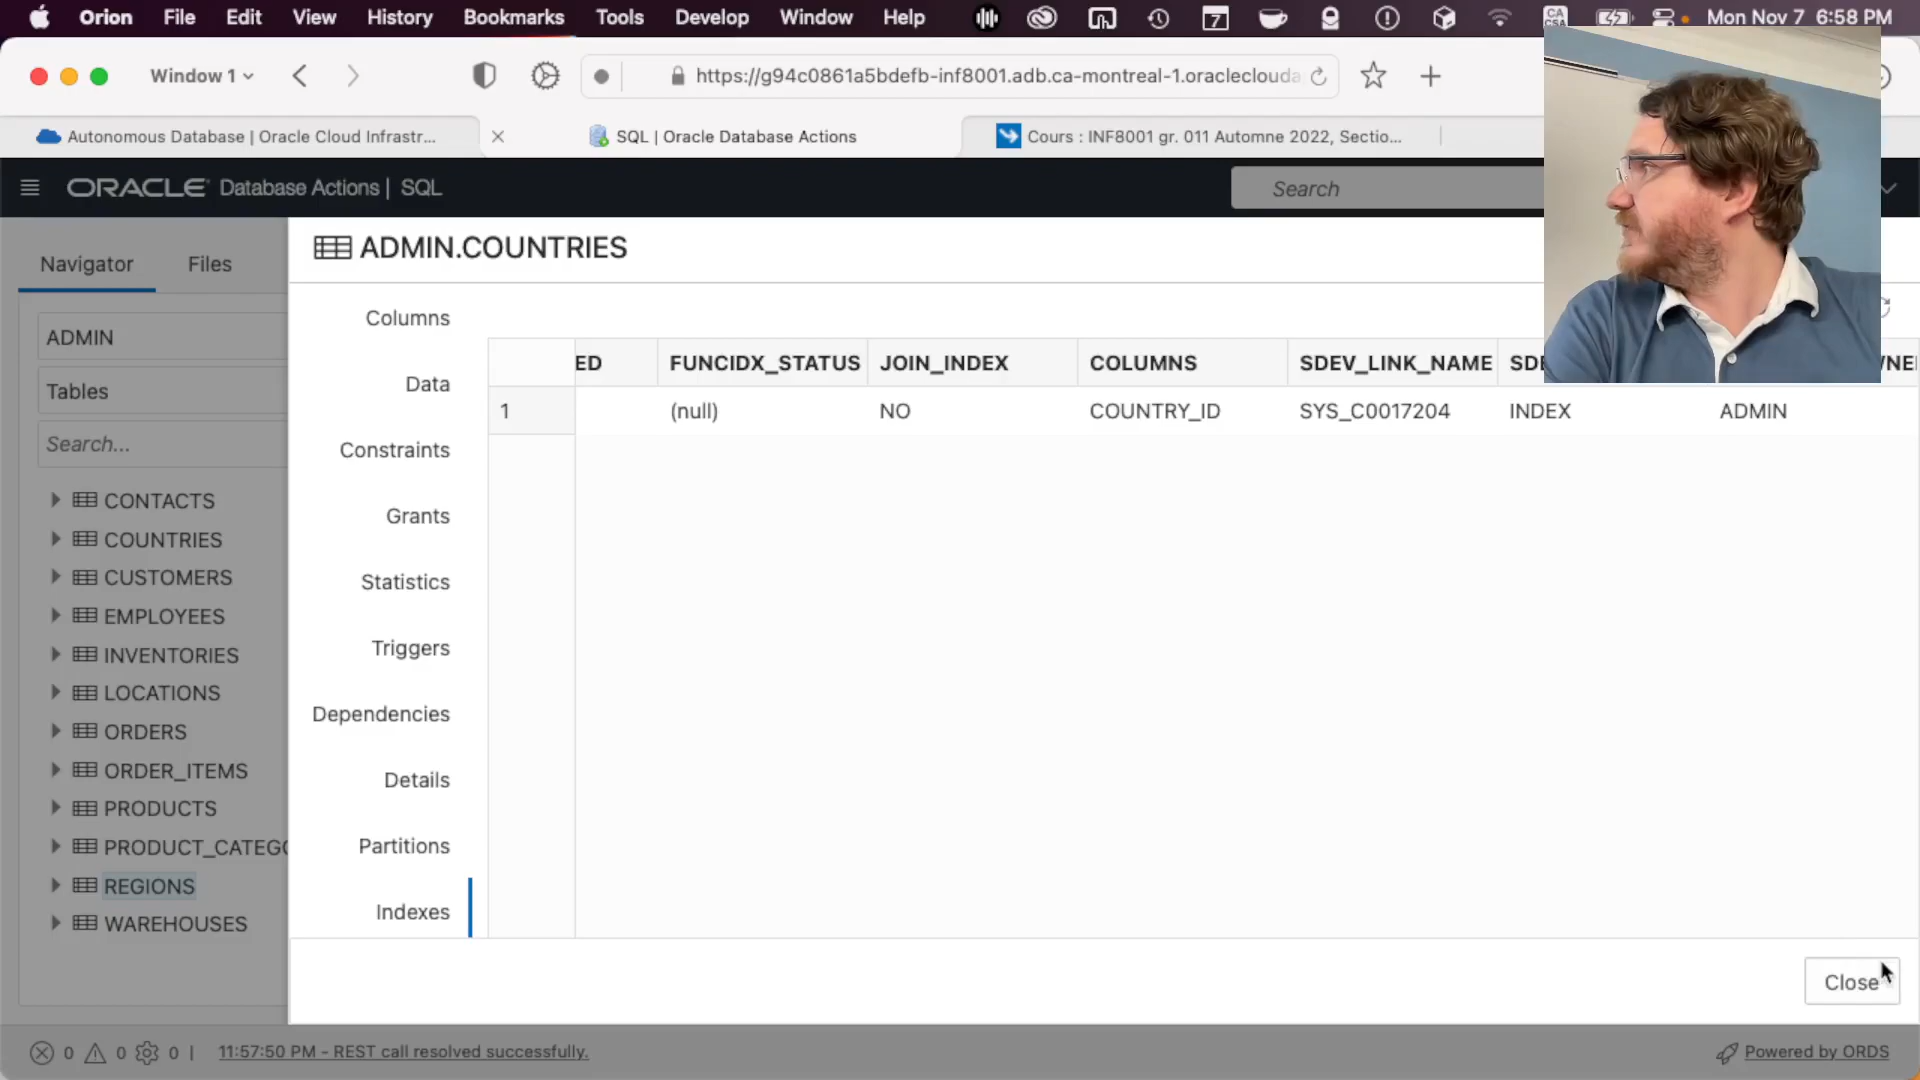 Orion File Edit View History Bookmarks Tools Develop Window Help 7 CA CSA Mon Nov 7 6:58 PM
Window 1 https://g94c0861a5bdefb-inf8001.adb.ca-montreal-1.oracleclouda
Autonomous Database | Oracle Cloud Infrastr... SQL | Oracle Database Actions Cours : INF8001 gr. 011 Automne 2022, Sectio...
ORACLE Database Actions | SQL Search
Navigator Files
ADMIN
Tables
Search...
CONTACTS
COUNTRIES
CUSTOMERS
EMPLOYEES
INVENTORIES
LOCATIONS
ORDERS
ORDER_ITEMS
PRODUCTS
PRODUCT_CATEG
REGIONS
WAREHOUSES
ADMIN.COUNTRIES
Columns
Data
Constraints
Grants
Statistics
Triggers
Dependencies
Details
Partitions
Indexes
ED FUNCIDX_STATUS JOIN_INDEX COLUMNS SDEV_LINK_NAME
1 (null) NO COUNTRY_ID SYS_C0017204 INDEX ADMIN
Close
0 0 0 | 11:57:50 PM - REST call resolved successfully. Powered by ORDS